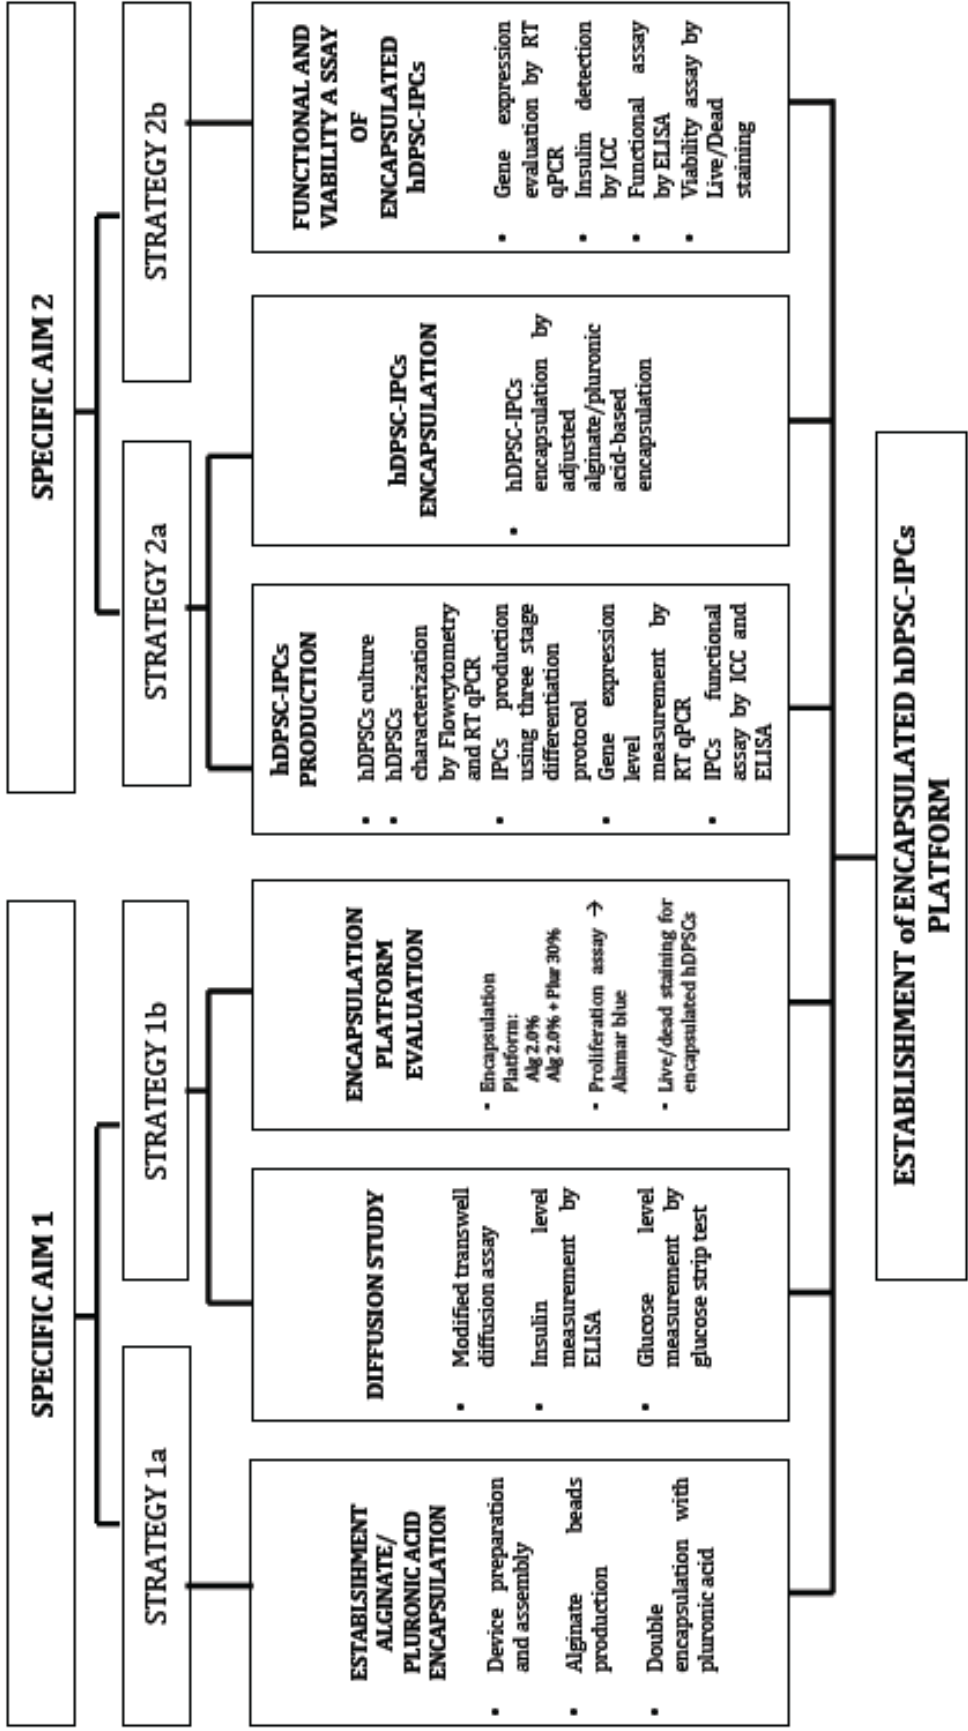 SPECIFIC AIM 1
SPECIFIC AIM 2
STRATEGY 1a
STRATEGY 1b
STRATEGY 2a
STRATEGY 2b
ESTABLSIHMENT
ALGINATE/
PLURONIC ACID
ENCAPSULATION
▪ Device preparation
and assembly
▪ Alginate beads
production
▪ Double
encapsulation with
pluronic acid
DIFFUSION STUDY
▪ Modified transwell
diffusion assay
▪ Insulin level
measurement by
ELISA
▪ Glucose level
measurement by
glucose strip test
ENCAPSULATION
PLATFORM
EVALUATION
▪ Encapsulation
Platform:
Alg 2.0%
Alg 2.0% + Plur 30%
▪ Proliferation assay →
Alamar blue
▪ Live/dead staining for
encapsulated hDPSCs
hDPSC-IPCs
PRODUCTION
▪ hDPSCs culture
▪ hDPSCs
characterization
by Flowcytometry
and RT qPCR
▪ IPCs production
using three stage
differentiation
protocol
▪ Gene expression
level
measurement by
RT qPCR
▪ IPCs functional
assay by ICC and
ELISA
hDPSC-IPCs
ENCAPSULATION
▪ hDPSC-IPCs
encapsulation by
adjusted
alginate/pluronic
acid-based
encapsulation
FUNCTIONAL AND
VIABILITY A SSAY
OF
ENCAPSULATED
hDPSC-IPCs
▪ Gene expression
evaluation by RT
qPCR
▪ Insulin detection
by ICC
▪ Functional assay
by ELISA
▪ Viability assay by
Live/Dead
staining
ESTABLISHMENT of ENCAPSULATED hDPSC-IPCs
PLATFORM